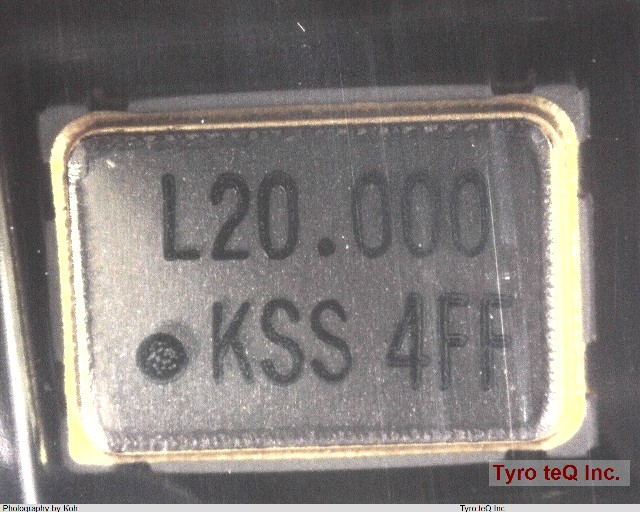 L20.000
KSS 4FF
Tyro teQ Inc.
Photography by Koh
Tyro teQ Inc